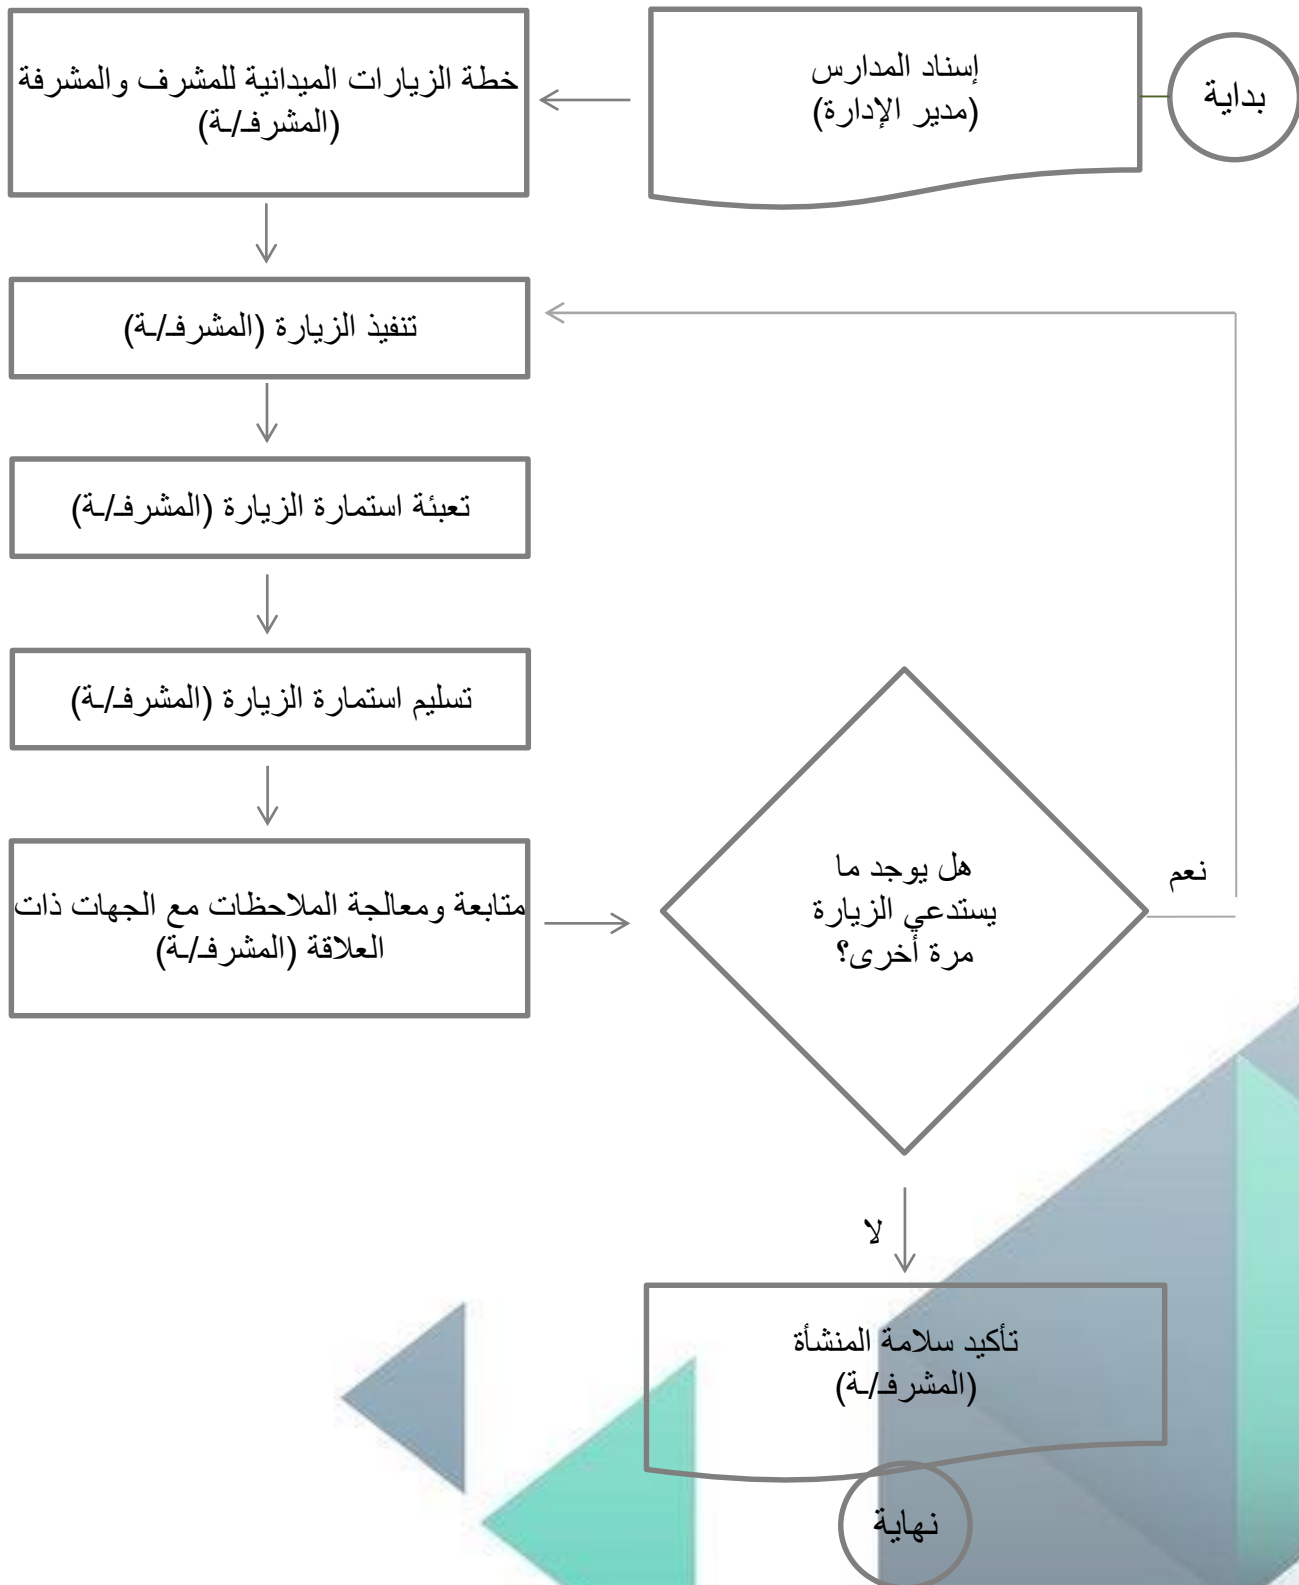 بداية
إسناد المدارس
(مدير الإدارة)
خطة الزيارات الميدانية للمشرف والمشرفة
(المشرفـ/ـة)
تنفيذ الزيارة (المشرفـ/ـة)
تعبئة استمارة الزيارة (المشرفـ/ـة)
تسليم استمارة الزيارة (المشرفـ/ـة)
متابعة ومعالجة الملاحظات مع الجهات ذات
العلاقة (المشرفـ/ـة)
هل يوجد ما
يستدعي الزيارة
مرة أخرى؟
نعم
لا
تأكيد سلامة المنشأة
(المشرفـ/ـة)
نهاية